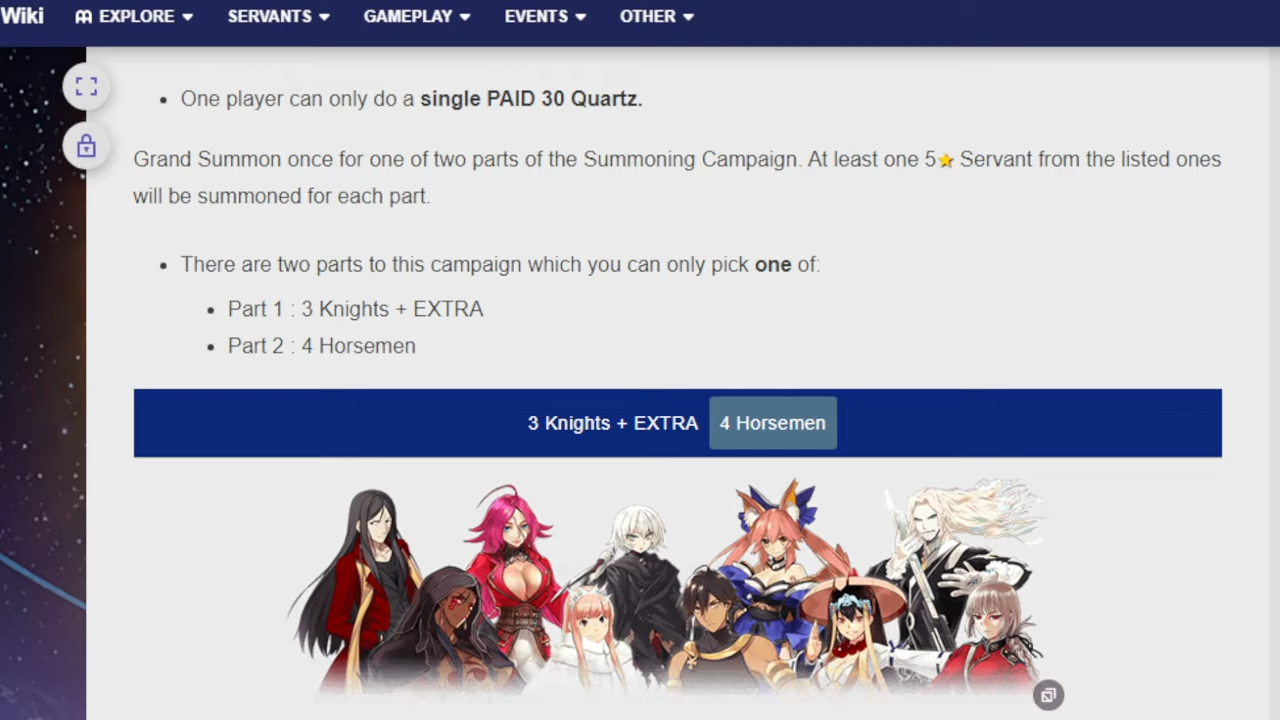 Wiki EXPLORE SERVANTS GAMEPLAY EVENTS OTHER
One player can only do a single PAID 30 Quartz.
Grand Summon once for one of two parts of the Summoning Campaign. At least one 5⭐ Servant from the listed ones
will be summoned for each part.
There are two parts to this campaign which you can only pick one of:
Part 1 : 3 Knights + EXTRA
Part 2 : 4 Horsemen
3 Knights + EXTRA 4 Horsemen